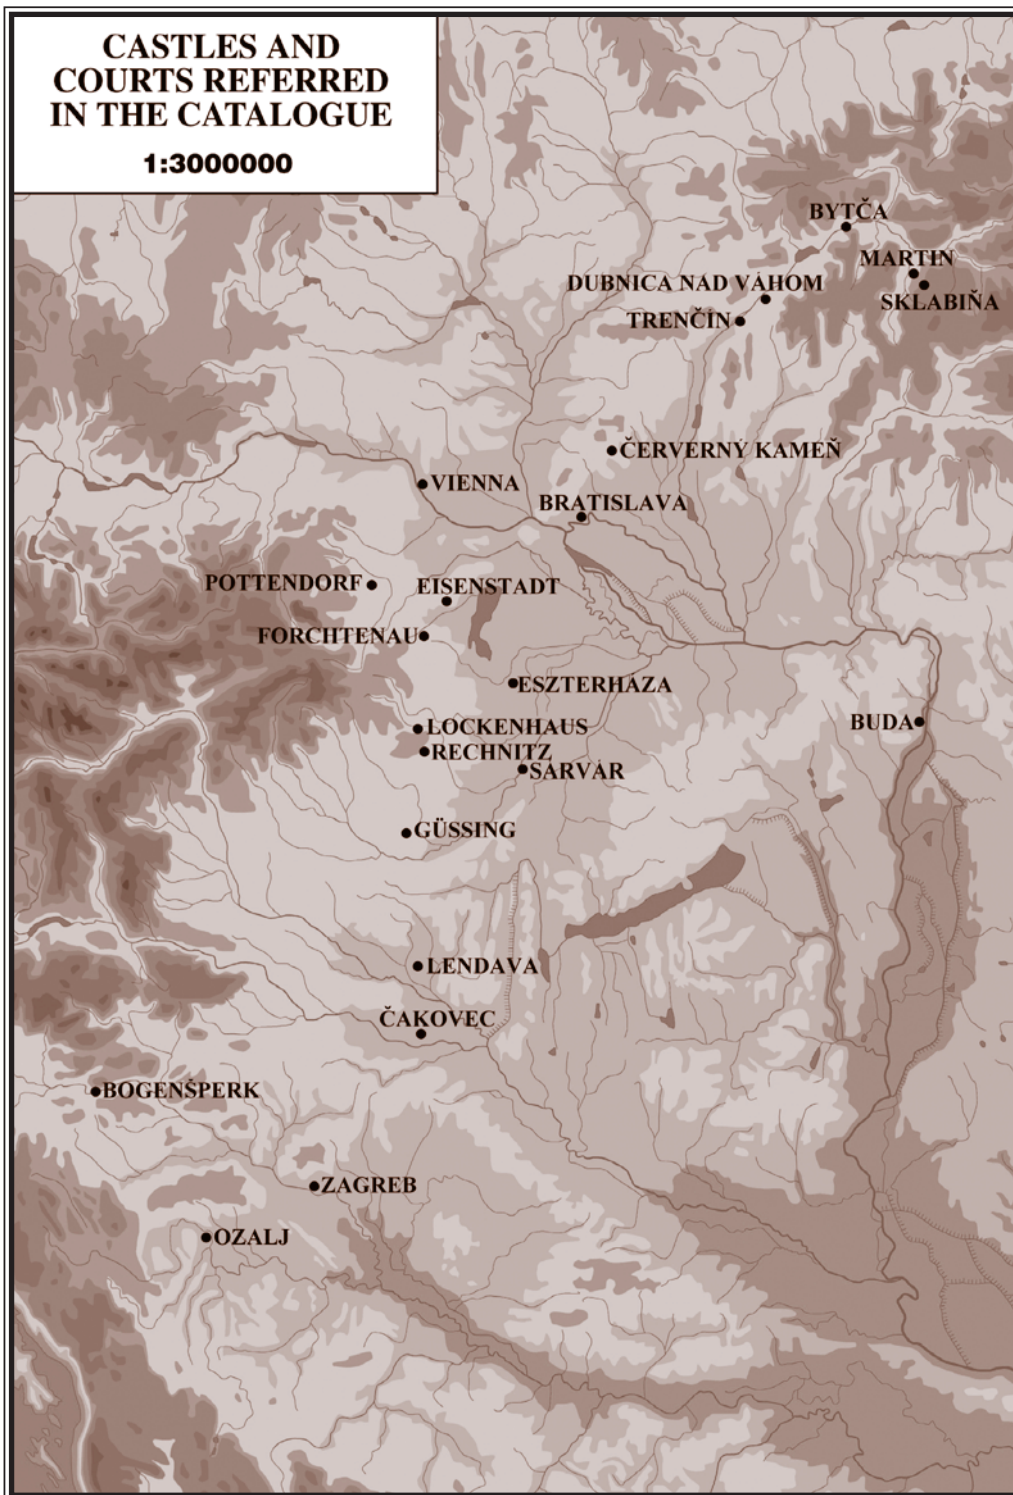 CASTLES AND
COURTS REFERRED
IN THE CATALOGUE
1:3000000
BYTČA
MARTIN
DUBNICA NAD VÁHOM
SKLABIŇA
TRENČÍN
ČERVERNÝ KAMEŇ
VIENNA
BRATISLAVA
POTTENDORF
EISENSTADT
FORCHTENAU
ESZTERHÁZA
BUDA
LOCKENHAUS
RECHNITZ
SÁRVÁR
GÜSSING
LENDAVA
ČAKOVEC
BOGENŠPERK
ZAGREB
OZALJ